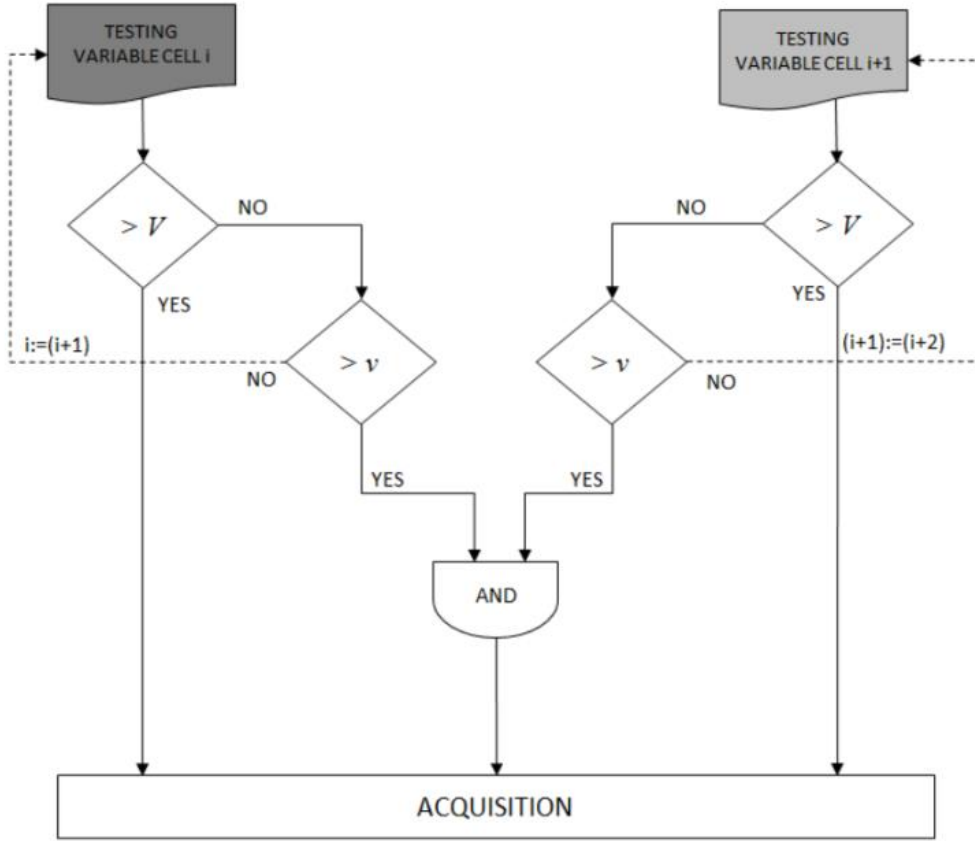 TESTING
VARIABLE CELL i
TESTING
VARIABLE CELL i+1
> V
NO
YES
NO
> V
YES
i:=(i+1)
> v
NO
YES
> v
NO
YES
(i+1):=(i+2)
AND
ACQUISITION